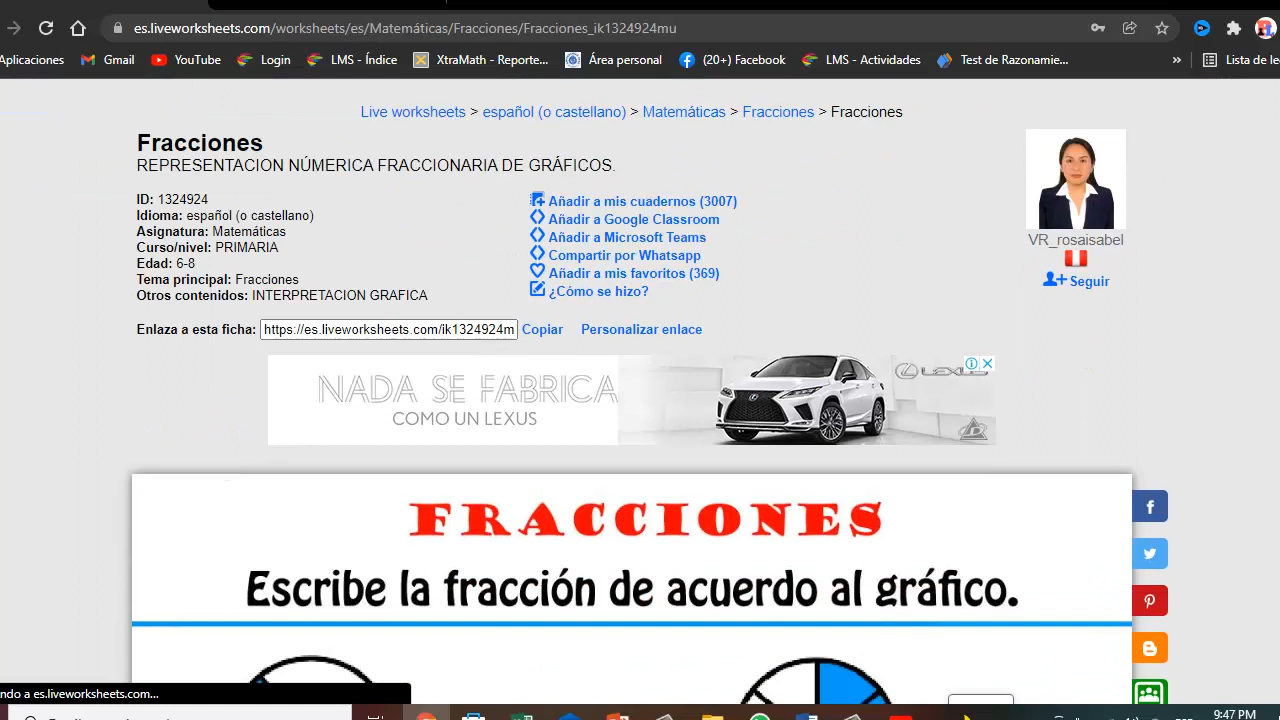 es.liveworksheets.com/worksheets/es/Matemáticas/Fracciones/Fracciones_ik1324924mu
Aplicaciones Gmail YouTube Login LMS - Índice XtraMath - Reporte... Área personal (20+) Facebook LMS - Actividades Test de Razonamie... » Lista de le
Live worksheets > español (o castellano) > Matemáticas > Fracciones > Fracciones
Fracciones
REPRESENTACION NÚMERICA FRACCIONARIA DE GRÁFICOS.
ID: 1324924
Idioma: español (o castellano)
Asignatura: Matemáticas
Curso/nivel: PRIMARIA
Edad: 6-8
Tema principal: Fracciones
Otros contenidos: INTERPRETACION GRAFICA
Añadir a mis cuadernos (3007)
Añadir a Google Classroom
Añadir a Microsoft Teams
Compartir por Whatsapp
Añadir a mis favoritos (369)
¿Cómo se hizo?
VR_rosaisabel
Seguir
Enlaza a esta ficha: https://es.liveworksheets.com/ik1324924m Copiar Personalizar enlace
NADA SE FABRICA
COMO UN LEXUS
LEXUS
FRACCIONES
Escribe la fracción de acuerdo al gráfico.
ndo a es.liveworksheets.com...
9:47 PM